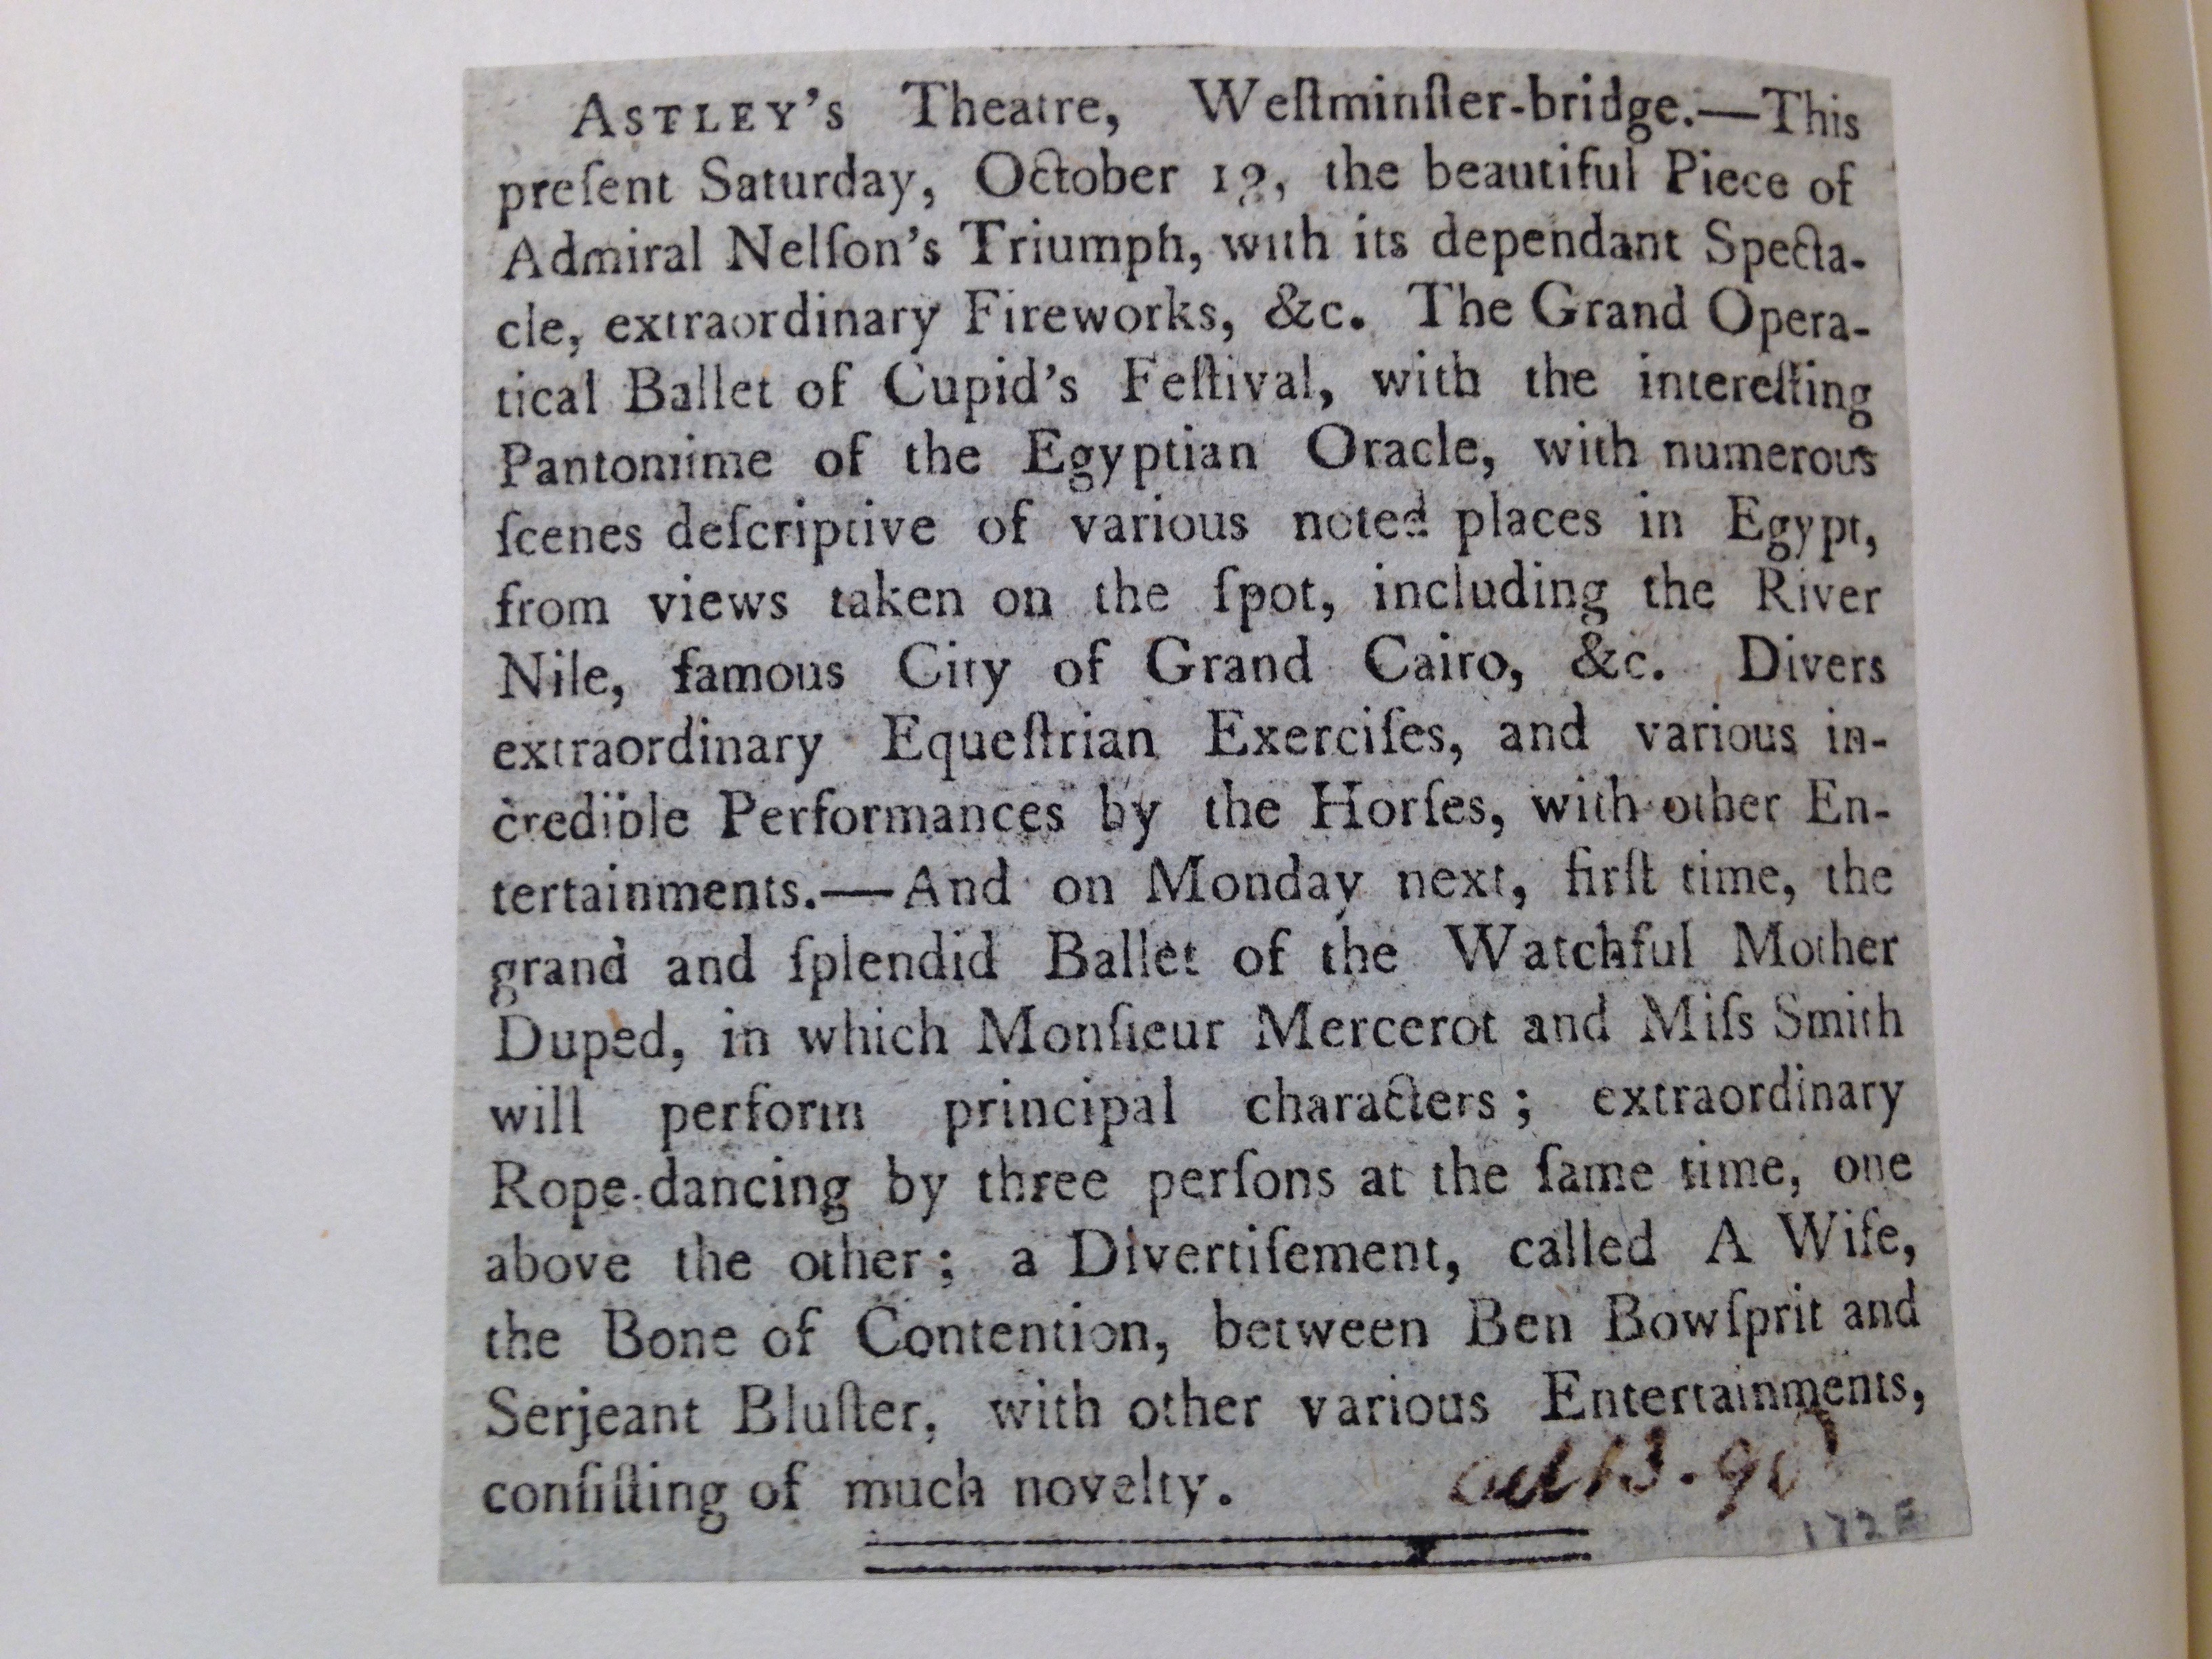 ASTLEY's Theatre, Weſtminſter-bridge.—This
preſent Saturday, October 13, the beautiful Piece of
Admiral Nelſon's Triumph, with its dependant Specta-
cle, extraordinary Fireworks, &c. The Grand Opera-
tical Ballet of Cupid's Feſtival, with the intereſting
Pantomime of the Egyptian Oracle, with numerous
ſcenes deſcriptive of various noted places in Egypt,
from views taken on the ſpot, including the River
Nile, famous City of Grand Cairo, &c. Divers
extraordinary Equeſtrian Exerciſes, and various in-
credible Performances by the Horſes, with other En-
tertainments.—And on Monday next, firſt time, the
grand and ſplendid Ballet of the Watchful Mother
Duped, in which Monſieur Mercerot and Miſs Smith
will perform principal characters; extraordinary
Rope-dancing by three perſons at the ſame time, one
above the other; a Divertiſement, called A Wife,
the Bone of Contention, between Ben Bowſprit and
Serjeant Bluſter, with other various Entertainments,
conſiſting of much novelty.
13.